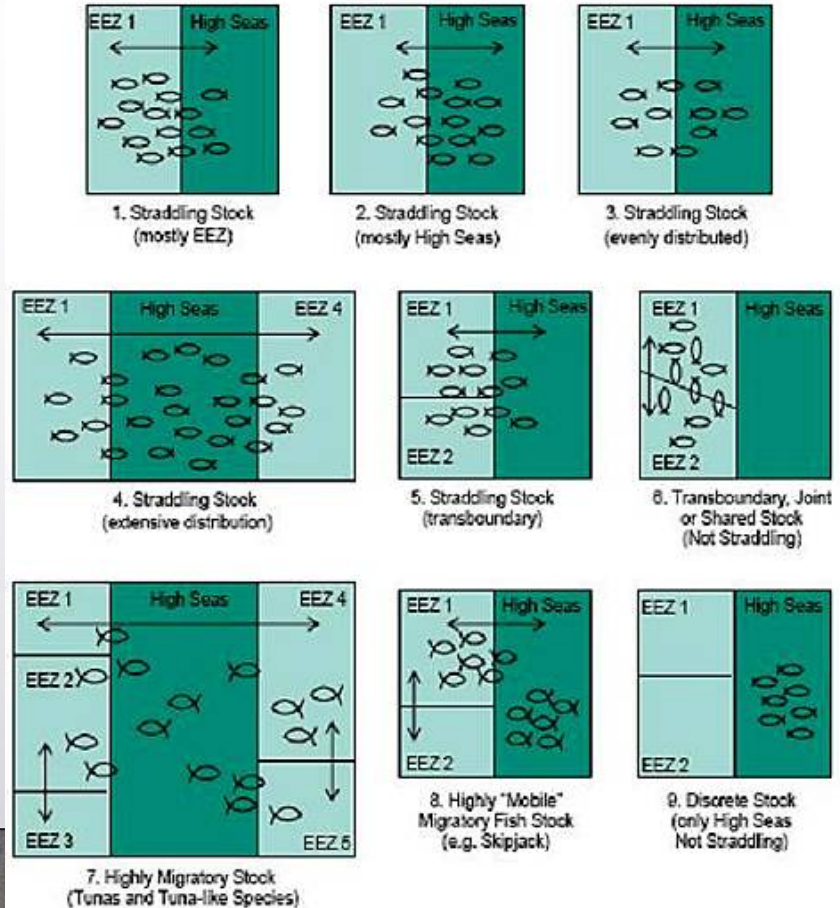 EEZ 1 High Seas
EEZ 1 High Seas
EEZ 1 High Seas
1. Straddling Stock
(mostly EEZ)
2. Straddling Stock
(mostly High Seas)
3. Straddling Stock
(evenly distributed)
EEZ 1 High Seas EEZ 4
EEZ 1 High Seas
EEZ 2
EEZ 1 High Seas
EEZ 2
4. Straddling Stock
(extensive distribution)
5. Straddling Stock
(transboundary)
6. Transboundary, Joint
or Shared Stock
(Not Straddling)
EEZ 1 High Seas EEZ 4
EEZ 2
EEZ 3 EEZ 5
EEZ 1 High Seas
EEZ 2
EEZ 1 High Seas
EEZ 2
7. Highly Migratory Stock
(Tunas and Tuna-like Species)
8. Highly "Mobile"
Migratory Fish Stock
(e.g. Skipjack)
9. Discrete Stock
(only High Seas
Not Straddling)